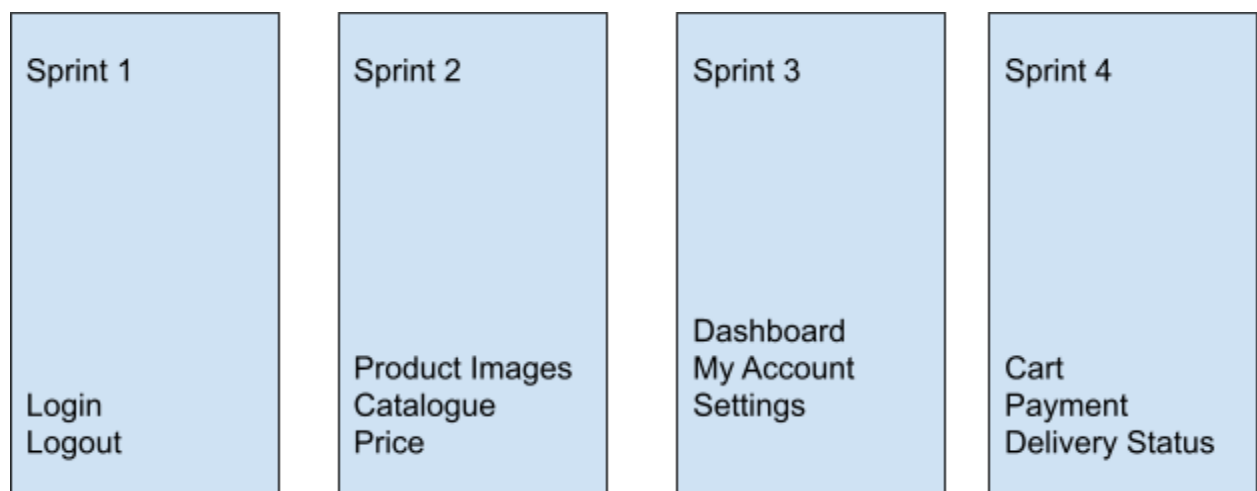 Sprint 1
Login
Logout
Sprint 2
Product Images
Catalogue
Price
Sprint 3
Dashboard
My Account
Settings
Sprint 4
Cart
Payment
Delivery Status